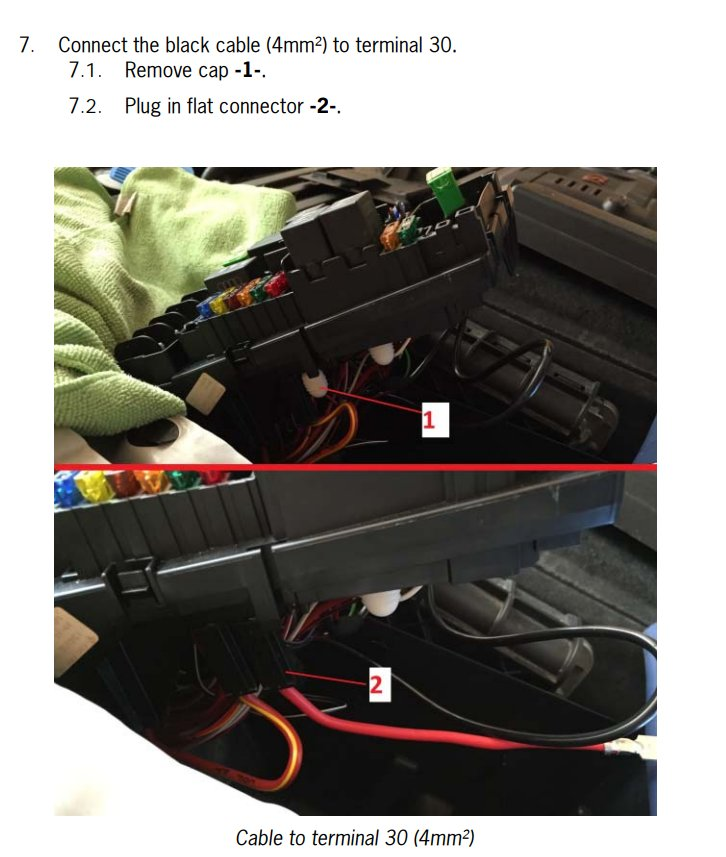 7. Connect the black cable (4mm²) to terminal 30.
7.1. Remove cap -1-.
7.2. Plug in flat connector -2-.
1
2
Cable to terminal 30 (4mm²)